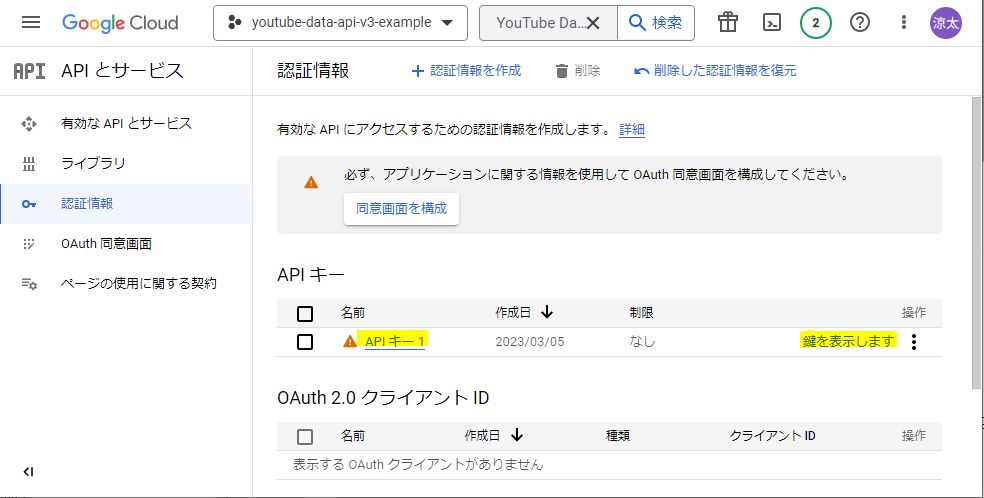 Google Cloud youtube-data-api-v3-example YouTube Da... 検索 2 涼太
API API とサービス 認証情報 認証情報を作成 削除 削除した認証情報を復元
有効な API とサービス
ライブラリ
認証情報
OAuth 同意画面
ページの使用に関する契約
有効な API にアクセスするための認証情報を作成します。 詳細
必ず、アプリケーションに関する情報を使用して OAuth 同意画面を構成してください。
同意画面を構成
API キー
名前 作成日 制限 操作
API キー 1 2023/03/05 なし 鍵を表示します
OAuth 2.0 クライアント ID
名前 作成日 種類 クライアント ID 操作
表示する OAuth クライアントがありません